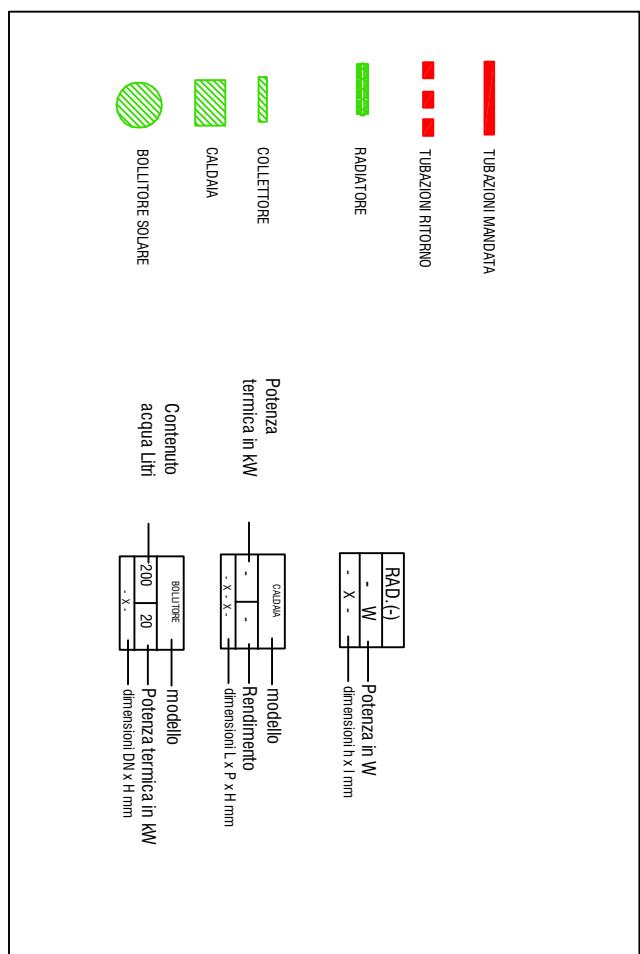 TUBAZIONI MANDATA
TUBAZIONI RITORNO
RADIATORE
COLLETTORE
CALDAIA
BOLLITORE SOLARE
RAD.(-)
- W
Potenza in W
- X -
dimensioni h x l mm
Potenza
termica in kW
CALDAIA
modello
- -
Rendimento
- X - X -
dimensioni L x P x H mm
Contenuto
acqua Litri
BOLLITORE
modello
200 20
Potenza termica in kW
- X -
dimensioni DN x H mm